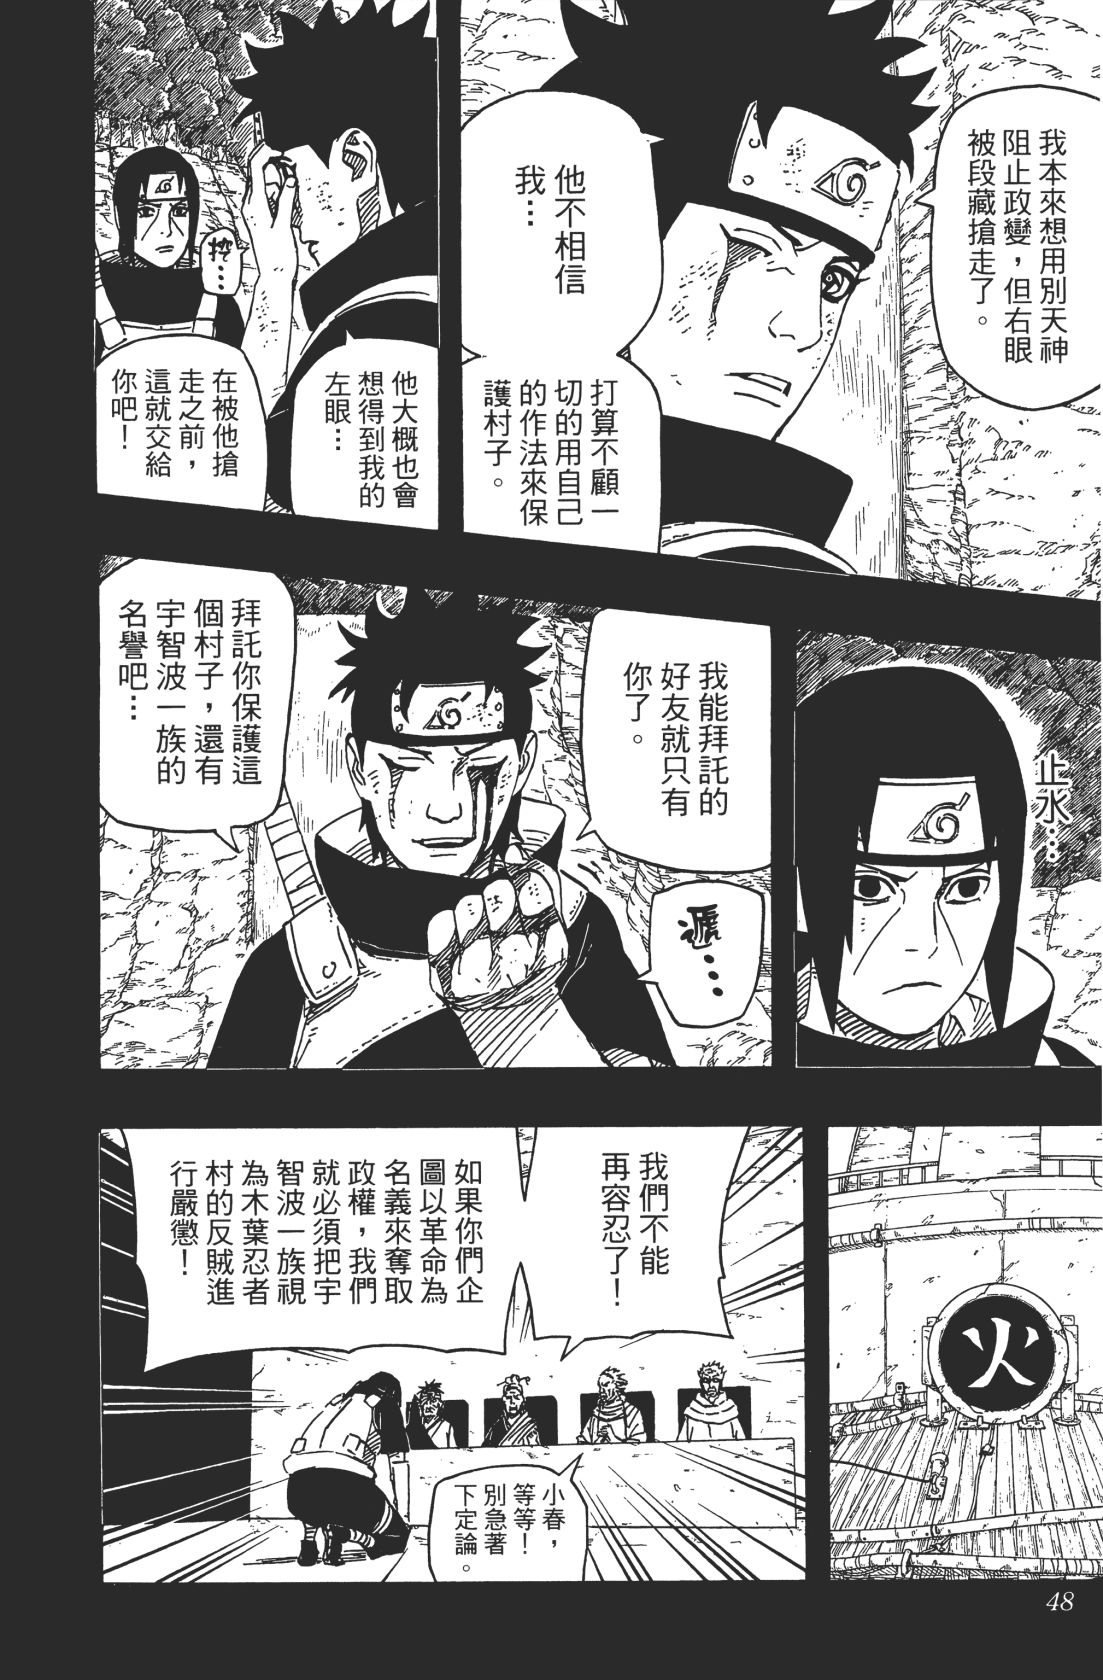 我本來想用別天神
阻止政變，但右眼
被段藏搶走了。
他不相信
我…
打算不顧一
切的用自己
的作法來保
護村子。
他大概也會
想得到我的
左眼…
挖…
在被他搶
走之前，
這就交給
你吧！
止水…
我能拜託的
好友就只有
你了。
遞…
拜託你保護這
個村子，還有
宇智波一族的
名譽吧…
火
我們不能
再容忍了！
如果你們企
圖以革命為
名義來奪取
政權，我們
就必須把宇
智波一族視
為木葉忍者
村的反賊進
行嚴懲！
小春，
等等！
別急著
下定論。
48